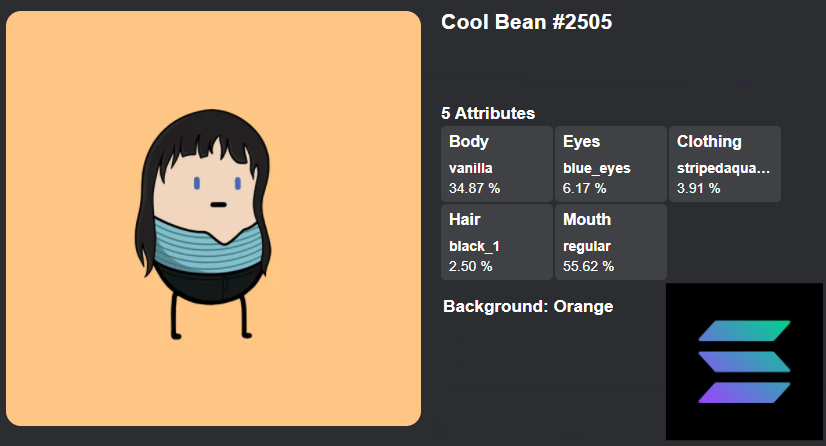 Cool Bean #2505
5 Attributes
Body
vanilla
34.87 %
Eyes
blue_eyes
6.17 %
Clothing
stripedaqua...
3.91 %
Hair
black_1
2.50 %
Mouth
regular
55.62 %
Background: Orange